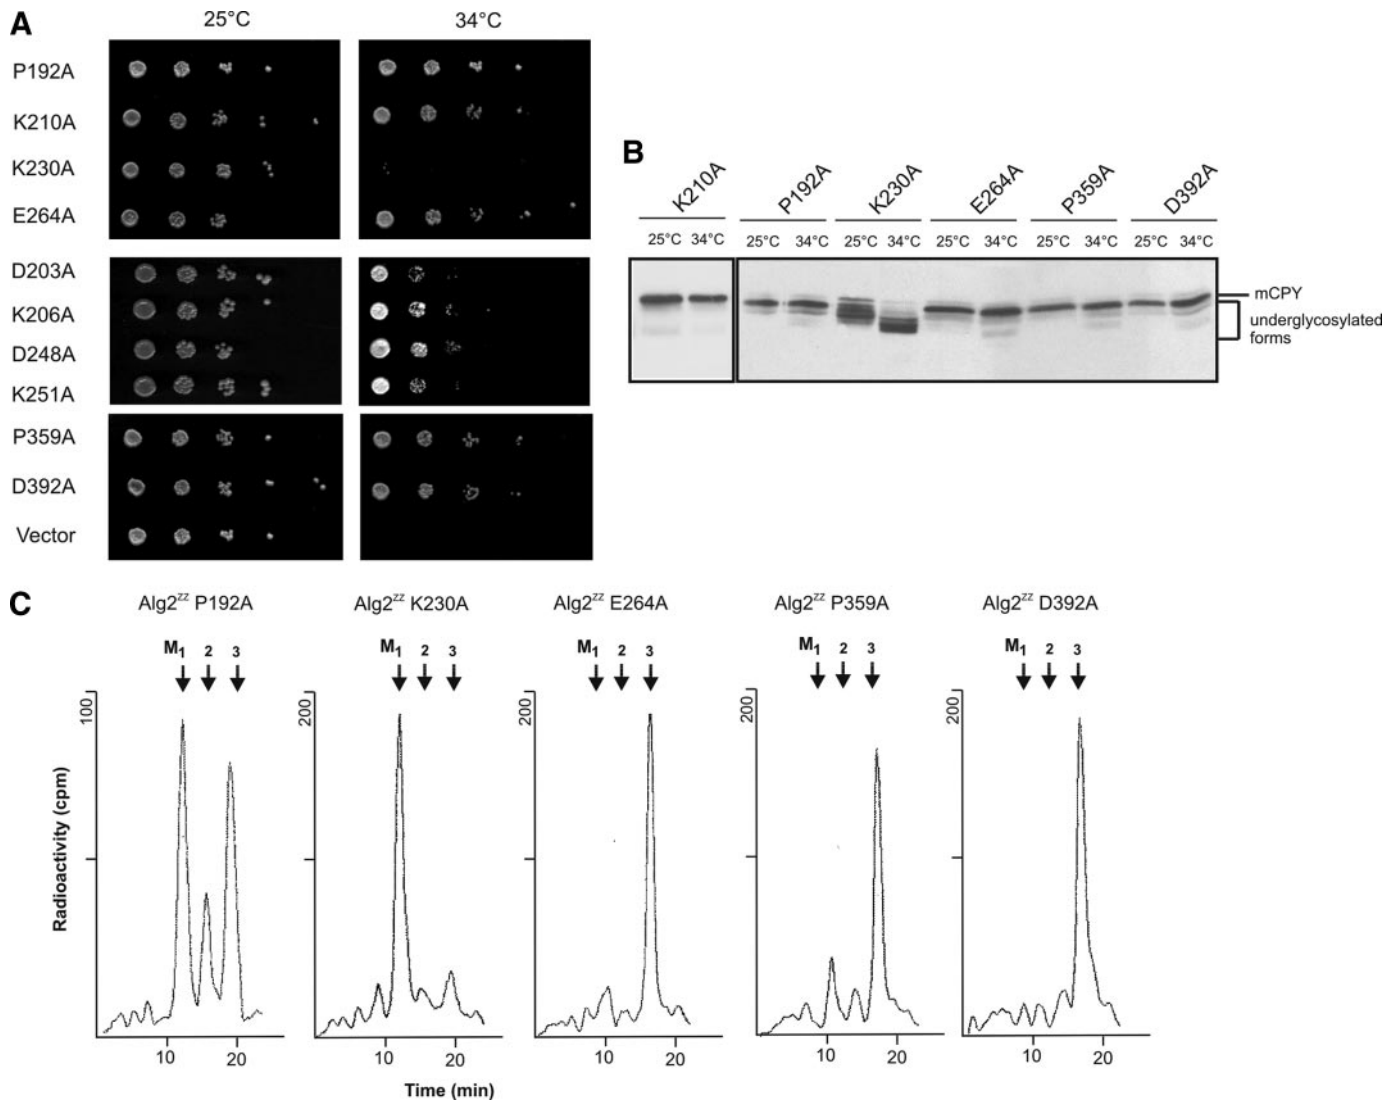 A
25°C 34°C
P192A
K210A
K230A
E264A
D203A
K206A
D248A
K251A
P359A
D392A
Vector
B
K210A P192A K230A E264A P359A D392A
25°C 34°C 25°C 34°C 25°C 34°C 25°C 34°C 25°C 34°C 25°C 34°C
mCPY
underglycosylated
forms
C
Alg2ᶻᶻ P192A Alg2ᶻᶻ K230A Alg2ᶻᶻ E264A Alg2ᶻᶻ P359A Alg2ᶻᶻ D392A
M₁ 2 3 M₁ 2 3 M₁ 2 3 M₁ 2 3 M₁ 2 3
100 200 200 200 200
Radioactivity (cpm)
10 20 10 20 10 20 10 20 10 20
Time (min)